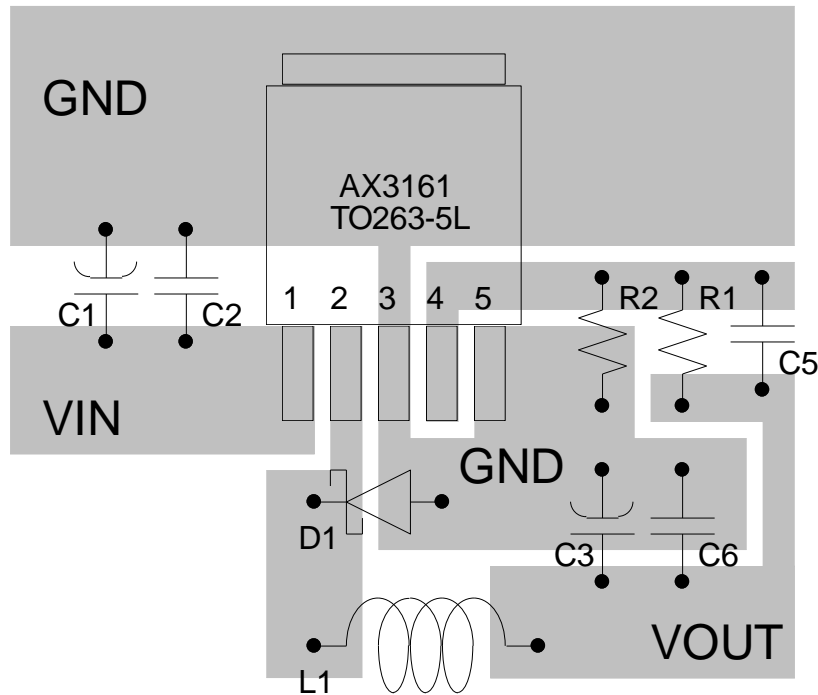 GND
AX3161
TO263-5L
1 2 3 4 5
R2 R1
C1 C2
C5
VIN
GND
D1
C3 C6
VOUT
L1